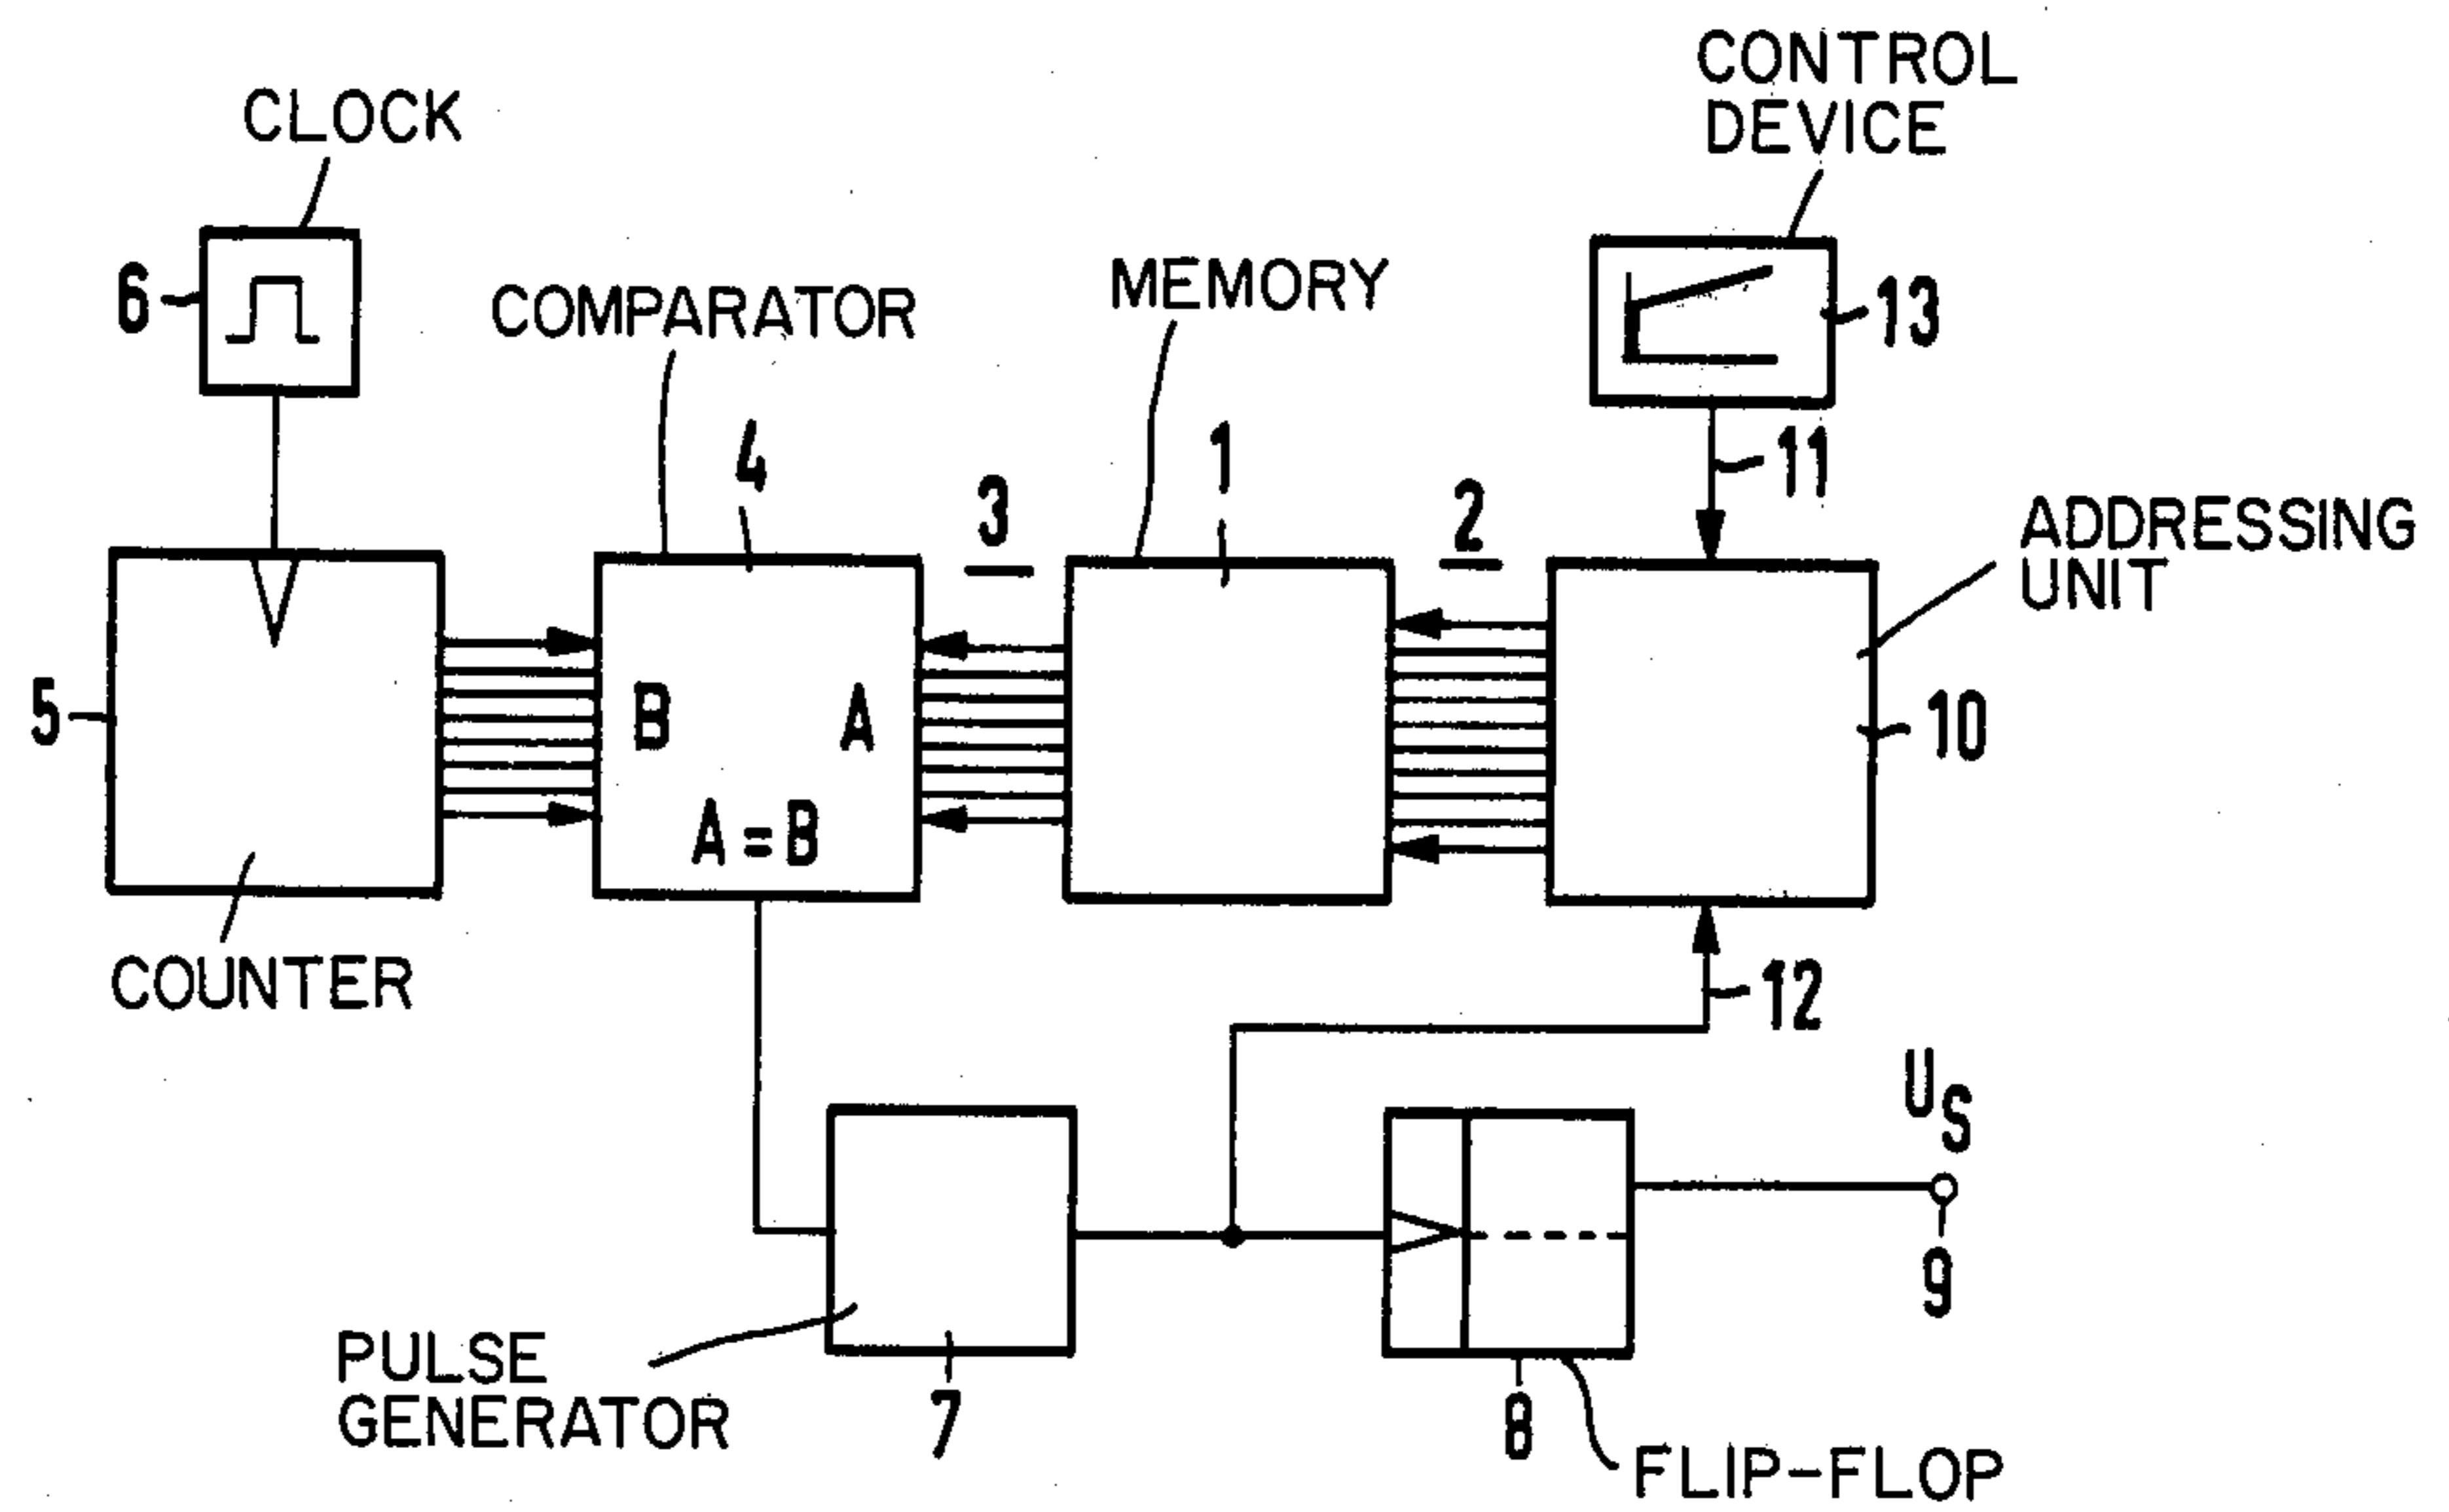 CONTROL
DEVICE
CLOCK
6
COMPARATOR
MEMORY
13
4
3
1
2
11
ADDRESSING
UNIT
5
B
A
10
A=B
COUNTER
12
US
9
PULSE
GENERATOR
7
8
FLIP-FLOP